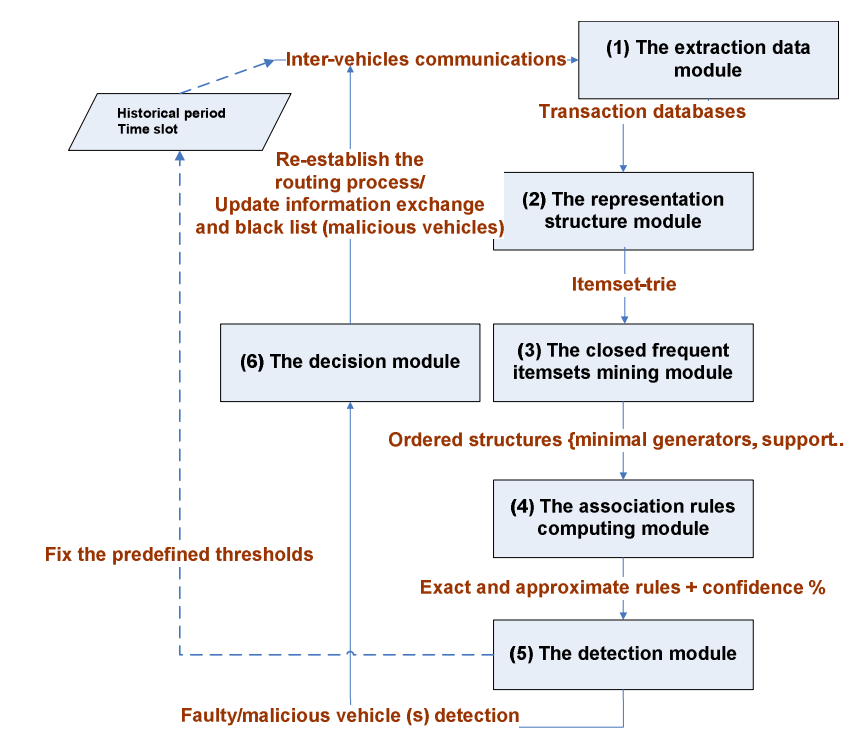 (1) The extraction data
module
Inter-vehicles communications
Historical period
Time slot
Transaction databases
Re-establish the
routing process/
Update information exchange
and black list (malicious vehicles)
(2) The representation
structure module
Itemset-trie
(3) The closed frequent
itemsets mining module
(6) The decision module
Ordered structures {minimal generators, support..
(4) The association rules
computing module
Fix the predefined thresholds
Exact and approximate rules + confidence %
(5) The detection module
Faulty/malicious vehicle (s) detection